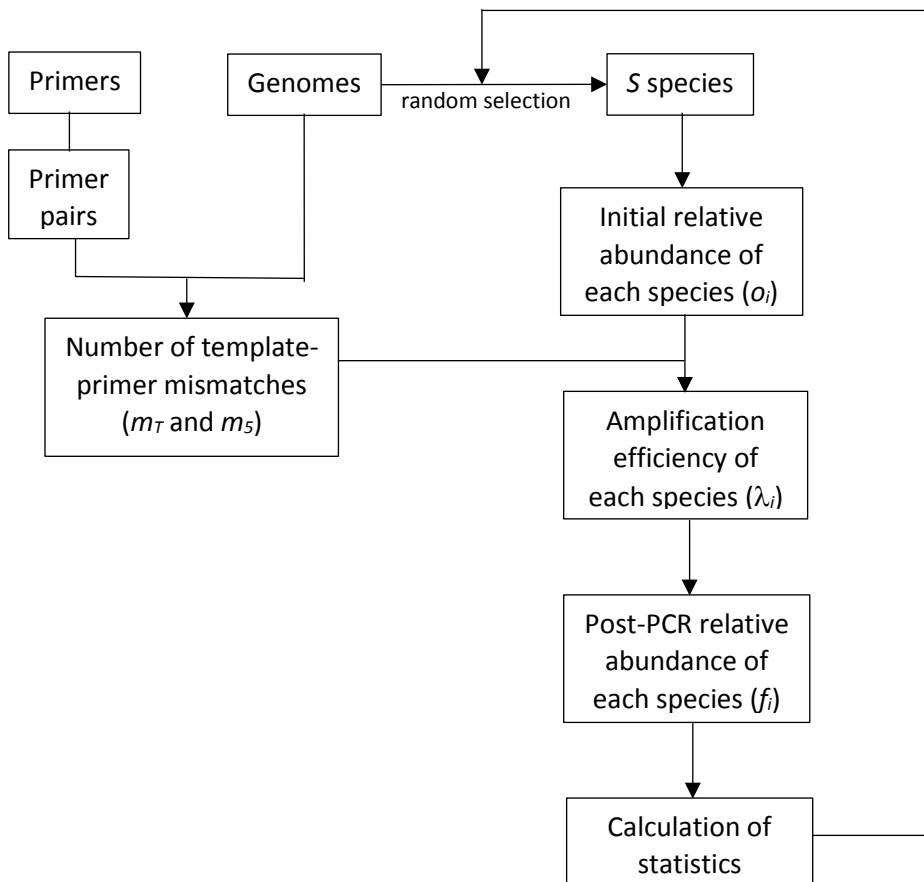 Primers
Genomes
random selection
S species
Primer
pairs
Initial relative
abundance of
each species (oi)
Number of template-
primer mismatches
(mT and m5)
Amplification
efficiency of
each species (λi)
Post-PCR relative
abundance of
each species (fi)
Calculation of
statistics